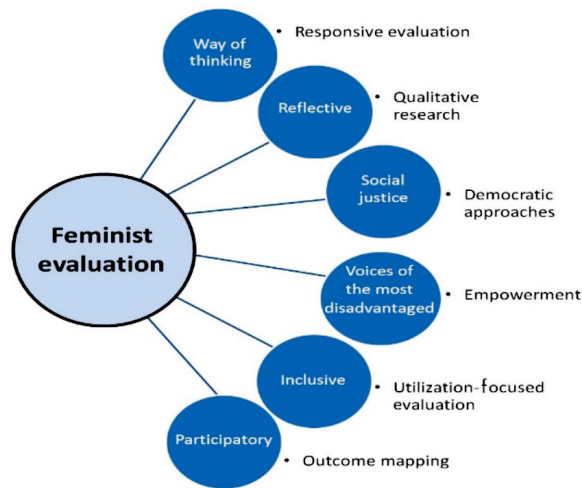 Way of
thinking
• Responsive evaluation
Reflective
• Qualitative
research
Social
justice
• Democratic
approaches
Feminist
evaluation
Voices of
the most
disadvantaged
• Empowerment
Inclusive
• Utilization-focused
evaluation
Participatory
• Outcome mapping